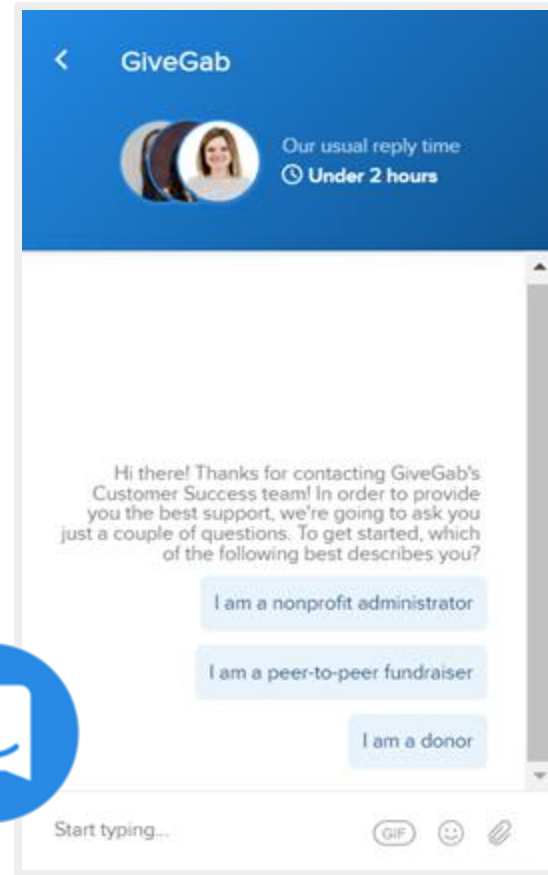 GiveGab
Our usual reply time
Under 2 hours
Hi there! Thanks for contacting GiveGab's
Customer Success team! In order to provide
you the best support, we're going to ask you
just a couple of questions. To get started, which
of the following best describes you?
I am a nonprofit administrator
I am a peer-to-peer fundraiser
I am a donor
Start typing...
GIF